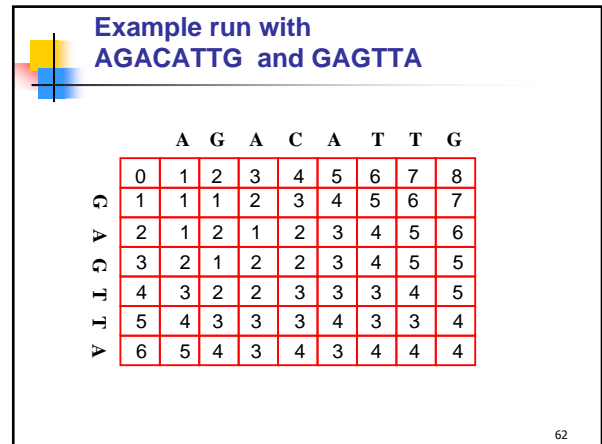 Example run with
AGACATTG and GAGTTA
A G A C A T T G
0 1 2 3 4 5 6 7 8
G 1 1 1 2 3 4 5 6 7
A 2 1 2 1 2 3 4 5 6
G 3 2 1 2 2 3 4 5 5
T 4 3 2 2 3 3 3 4 5
T 5 4 3 3 3 4 3 3 4
A 6 5 4 3 4 3 4 4 4
62